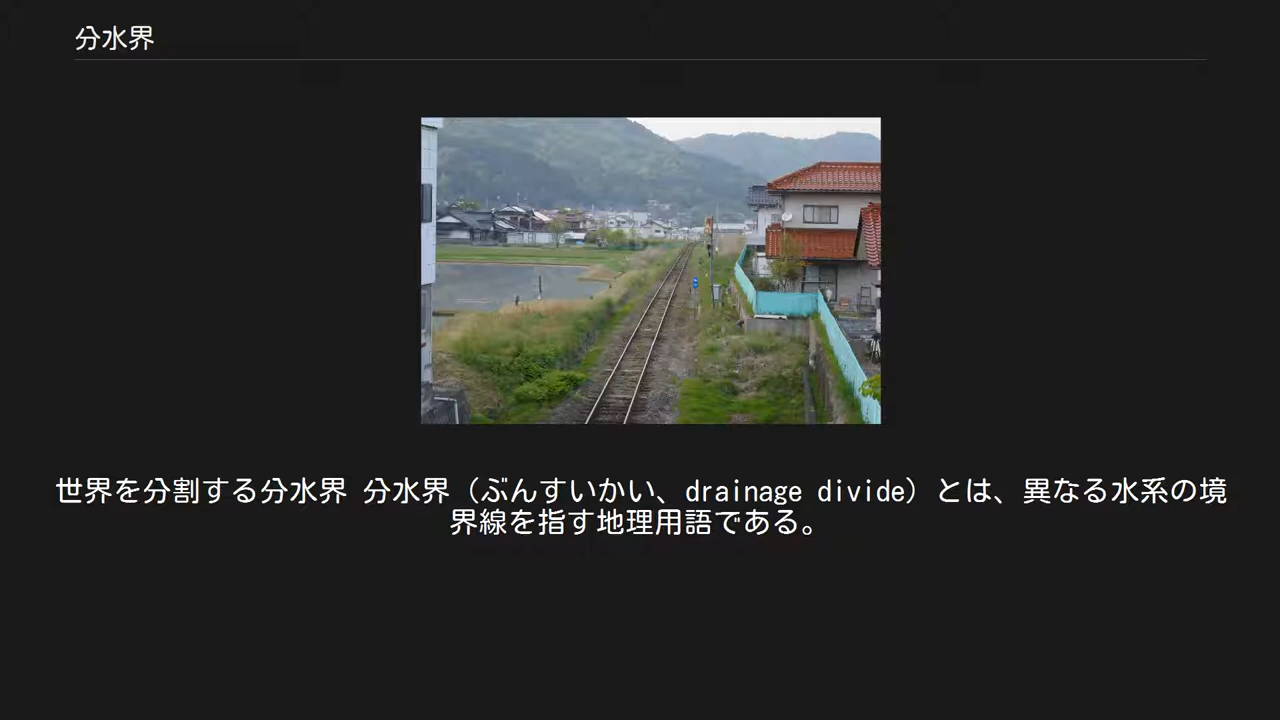 分水界
世界を分割する分水界 分水界（ぶんすいかい、drainage divide）とは、異なる水系の境
界線を指す地理用語である。